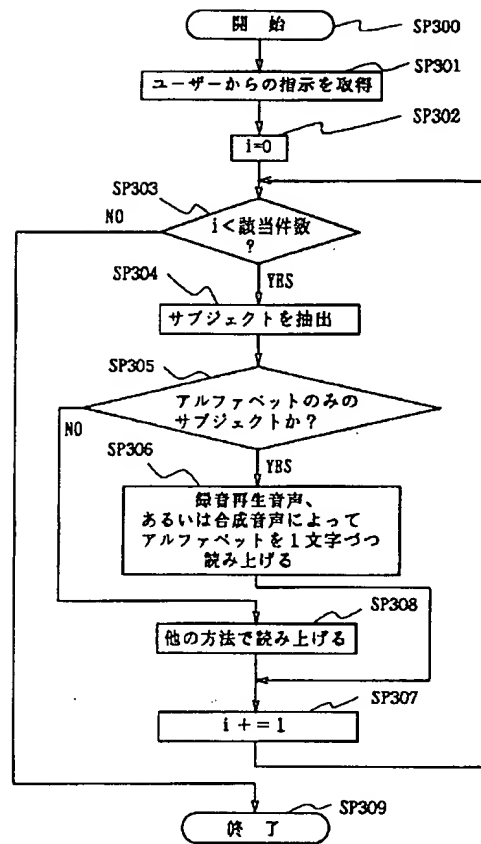 開始
SP300
SP301
ユーザーからの指示を取得
SP302
i=0
SP303
NO
i<該当件数
?
YES
SP304
サブジェクトを抽出
SP305
アルファベットのみの
サブジェクトか?
NO
YES
SP306
録音再生音声、
あるいは合成音声によって
アルファベットを1文字づつ
読み上げる
SP308
他の方法で読み上げる
SP307
i+=1
SP309
終了